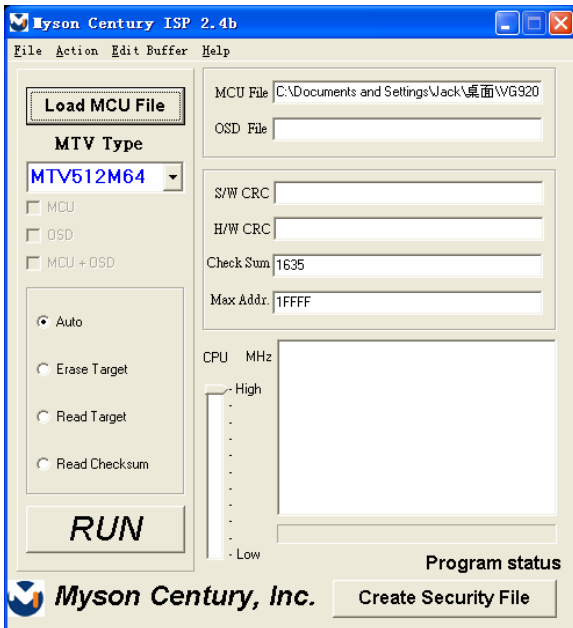 Myson Century ISP 2.4b
File Action Edit Buffer Help
Load MCU File
MTV Type
MTV512M64
MCU
OSD
MCU + OSD
Auto
Erase Target
Read Target
Read Checksum
RUN
MCU File C:\Documents and Settings\Jack\桌面\VG920
OSD File
S/W CRC
H/W CRC
Check Sum 1635
Max Addr. 1FFFF
CPU MHz
High
Low
Program status
Myson Century, Inc.
Create Security File